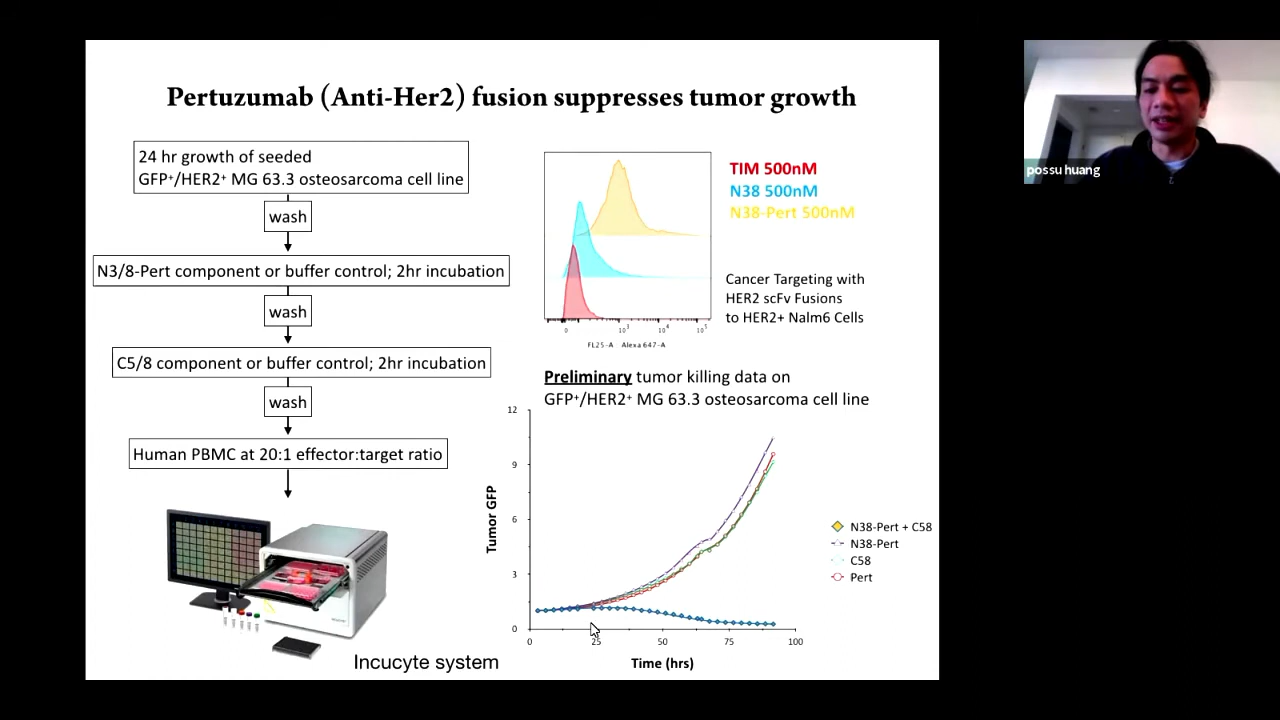 Pertuzumab (Anti-Her2) fusion suppresses tumor growth
24 hr growth of seeded
GFP⁺/HER2⁺ MG 63.3 osteosarcoma cell line
wash
N3/8-Pert component or buffer control; 2hr incubation
wash
C5/8 component or buffer control; 2hr incubation
wash
Human PBMC at 20:1 effector:target ratio
Incucyte system
TIM 500nM
N38 500nM
N38-Pert 500nM
0 10³ 10⁴ 10⁵
FL25-A Alexa 647-A
Cancer Targeting with
HER2 scFv Fusions
to HER2+ Nalm6 Cells
Preliminary tumor killing data on
GFP⁺/HER2⁺ MG 63.3 osteosarcoma cell line
12
9
6
3
0
Tumor GFP
0 25 50 75 100
Time (hrs)
N38-Pert + C58
N38-Pert
C58
Pert
possu huang